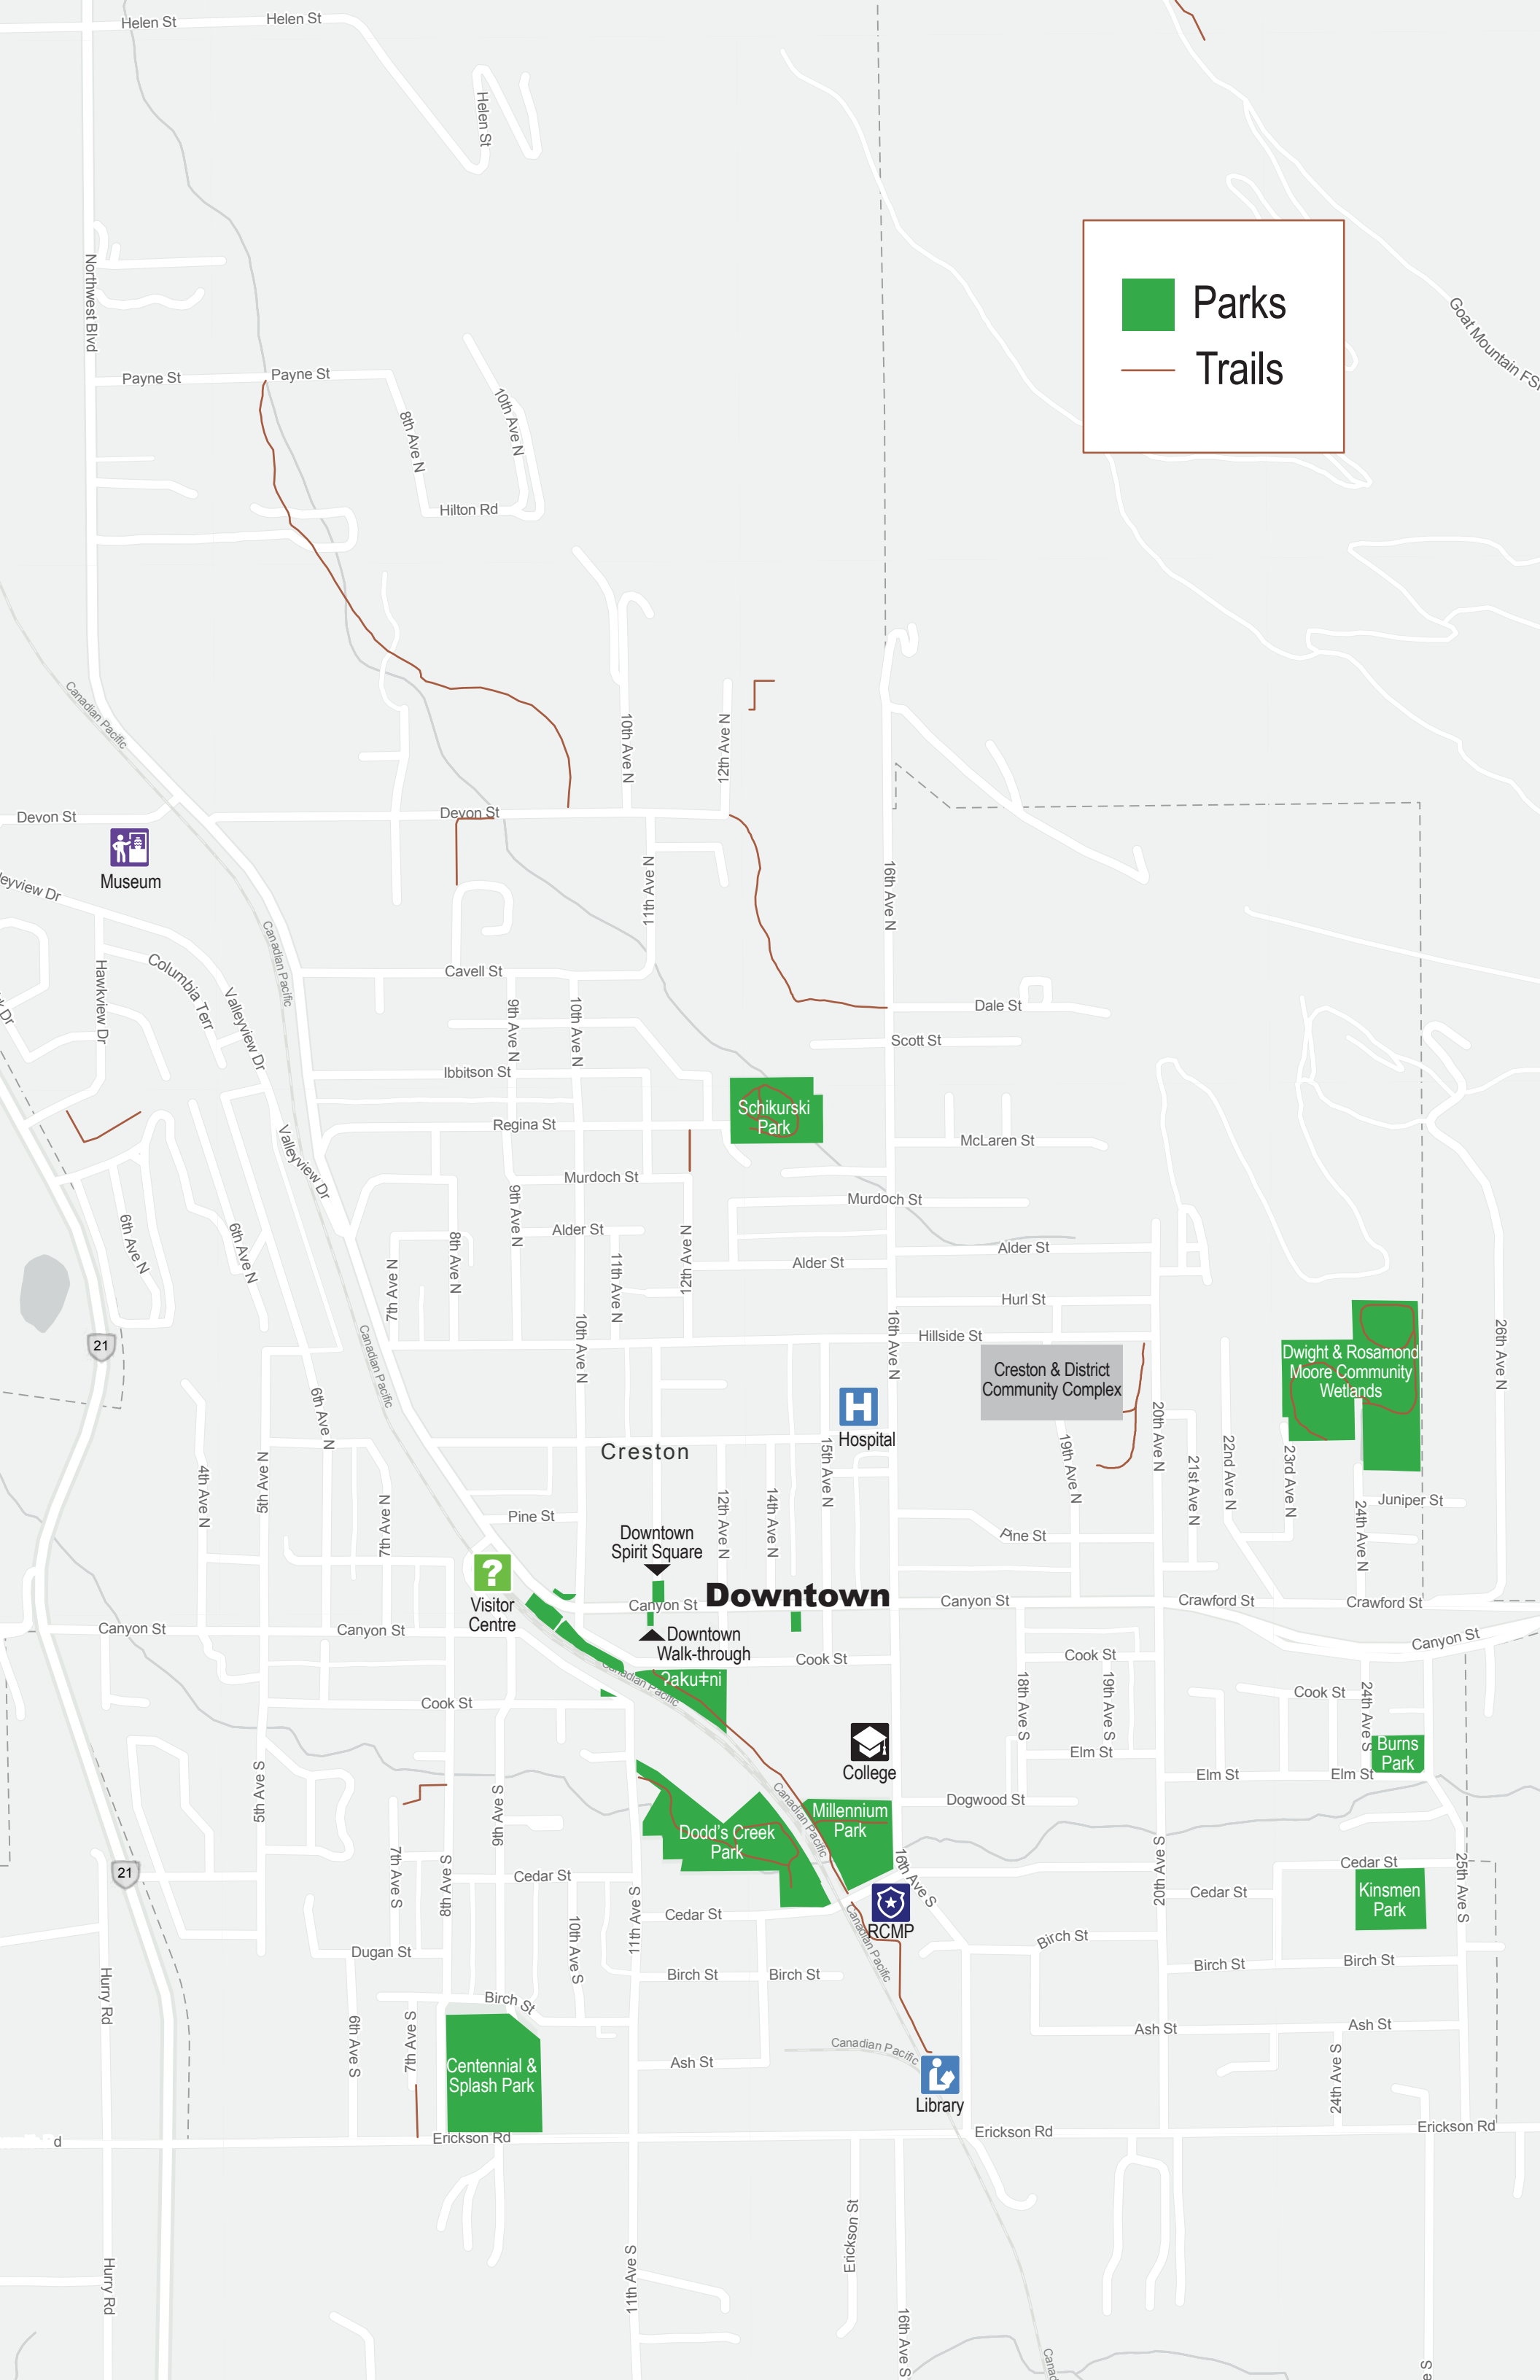 Helen St
Helen St
Helen St
Northwest Blvd
Parks
Trails
Goat Mountain FS
Payne St
Payne St
8th Ave N
10th Ave N
Hilton Rd
Canadian Pacific
10th Ave N
12th Ave N
Devon St
Devon St
Museum
11th Ave N
16th Ave N
eyview Dr
Canadian Pacific
Columbia Terr
Hawkview Dr
Valleyview Dr
k Dr
Cavell St
9th Ave N
10th Ave N
Dale St
Scott St
Ibbitson St
Schikurski
Park
Regina St
McLaren St
Valleyview Dr
Murdoch St
Murdoch St
9th Ave N
6th Ave N
6th Ave N
Alder St
8th Ave N
11th Ave N
12th Ave N
7th Ave N
Alder St
Alder St
Hurl St
Hillside St
21
Canadian Pacific
10th Ave N
16th Ave N
26th Ave N
Creston & District
Community Complex
Dwight & Rosamond
Moore Community
Wetlands
6th Ave N
Hospital
Creston
4th Ave N
5th Ave N
7th Ave N
15th Ave N
12th Ave N
14th Ave N
19th Ave N
20th Ave N
21st Ave N
22nd Ave N
23rd Ave N
24th Ave N
Juniper St
Pine St
Pine St
Downtown
Spirit Square
?
Visitor
Centre
Canyon St
Downtown
Canyon St
Crawford St
Crawford St
Canyon St
Canyon St
Canyon St
Downtown
Walk-through
Cook St
Cook St
Canadian Pacific
ʔakuǂni
Cook St
18th Ave S
19th Ave S
Cook St
24th Ave S
Elm St
Burns
Park
Elm St
Elm St
College
5th Ave S
9th Ave S
Canadian Pacific
Millennium
Park
Dogwood St
Dodd's Creek
Park
21
7th Ave S
8th Ave S
Cedar St
11th Ave S
10th Ave S
Cedar St
16th Ave S
20th Ave S
Cedar St
Cedar St
25th Ave S
Kinsmen
Park
RCMP
Canadian Pacific
Dugan St
Birch St
Birch St
Birch St
Birch St
Birch St
Birch St
Hurry Rd
6th Ave S
7th Ave S
Centennial &
Splash Park
Ash St
Ash St
Ash St
24th Ave S
Canadian Pacific
Library
d
Erickson Rd
Erickson Rd
Erickson Rd
Hurry Rd
11th Ave S
Erickson St
16th Ave S
Canad
e S